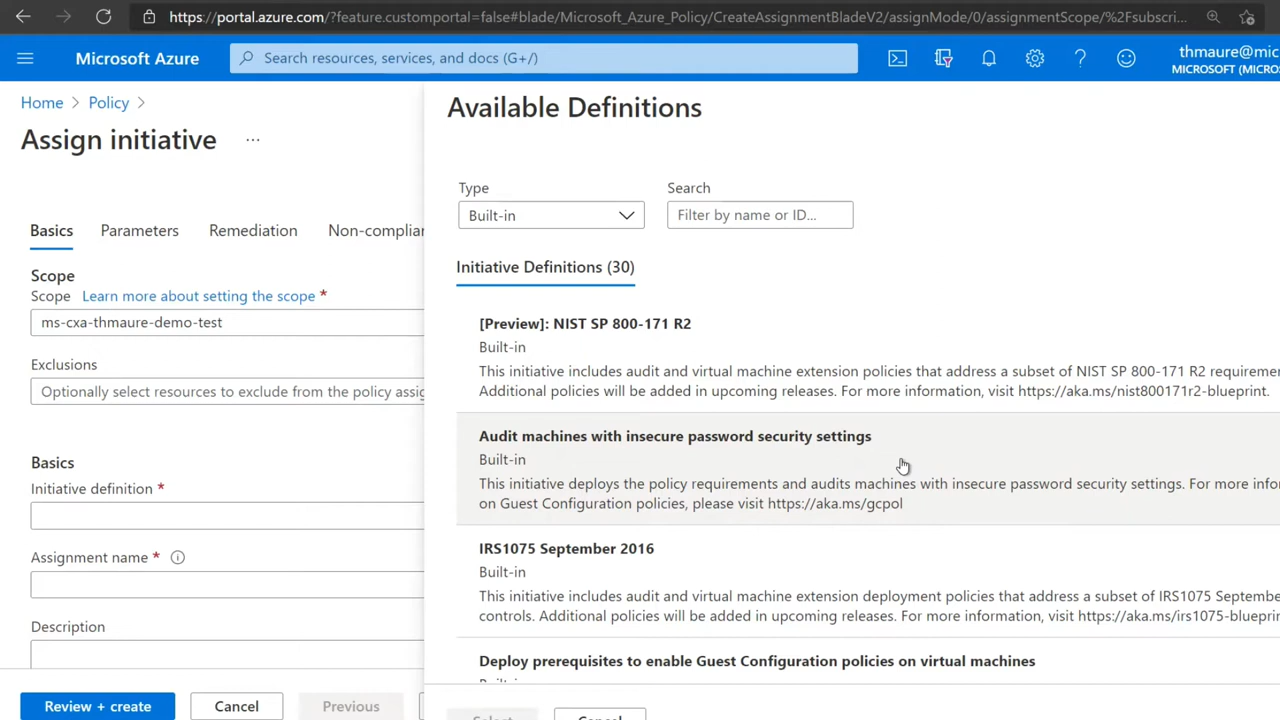 https://portal.azure.com/?feature.customportal=false#blade/Microsoft_Azure_Policy/CreateAssignmentBladeV2/assignMode/0/assignmentScope/%2Fsubscri...
Microsoft Azure
Search resources, services, and docs (G+/)
thmaure@mic
MICROSOFT (MICROS
Home > Policy >
Assign initiative ...
Basics Parameters Remediation Non-complian
Scope
Scope Learn more about setting the scope *
ms-cxa-thmaure-demo-test
Exclusions
Optionally select resources to exclude from the policy assig
Basics
Initiative definition *
Assignment name *
Description
Review + create Cancel Previous
Available Definitions
Type Search
Built-in Filter by name or ID...
Initiative Definitions (30)
[Preview]: NIST SP 800-171 R2
Built-in
This initiative includes audit and virtual machine extension policies that address a subset of NIST SP 800-171 R2 requireme
Additional policies will be added in upcoming releases. For more information, visit https://aka.ms/nist800171r2-blueprint.
Audit machines with insecure password security settings
Built-in
This initiative deploys the policy requirements and audits machines with insecure password security settings. For more info
on Guest Configuration policies, please visit https://aka.ms/gcpol
IRS1075 September 2016
Built-in
This initiative includes audit and virtual machine extension deployment policies that address a subset of IRS1075 Septembe
controls. Additional policies will be added in upcoming releases. For more information, visit https://aka.ms/irs1075-blueprin
Deploy prerequisites to enable Guest Configuration policies on virtual machines
Built-in
Select Cancel